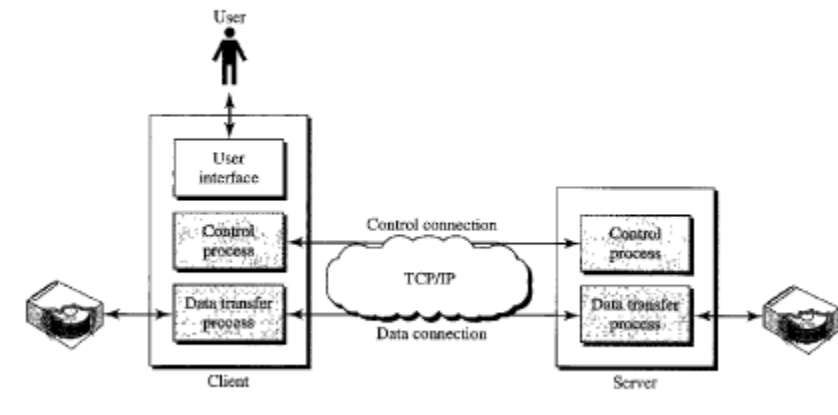 User
User
interface
Control
process
Control connection
Control
process
TCP/IP
Data transfer
process
Data connection
Data transfer
process
Client
Server